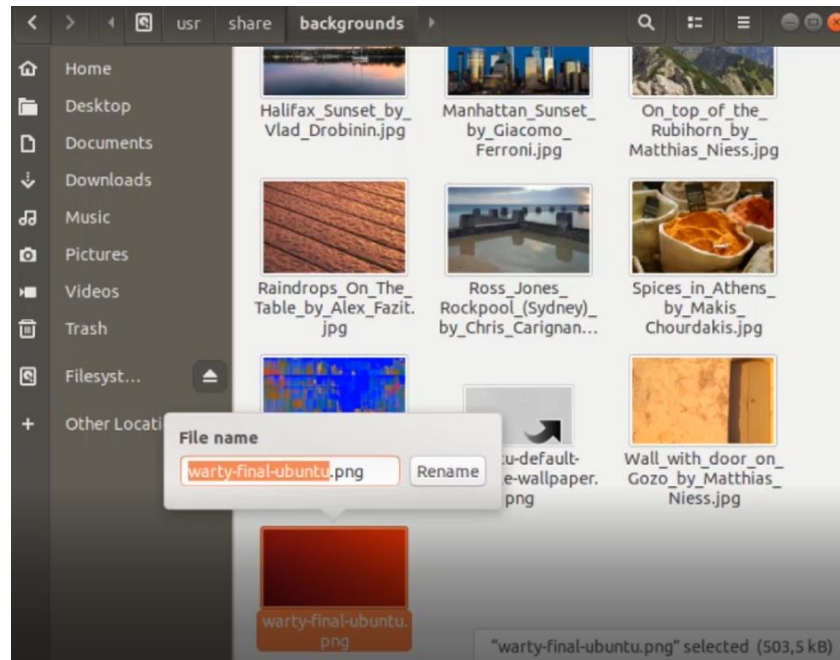 usr share backgrounds
Home
Desktop
Documents
Downloads
Music
Pictures
Videos
Trash
Filesyst...
Other Locati
Halifax_Sunset_by_
Vlad_Drobinin.jpg
Manhattan_Sunset_
by_Giacomo_
Ferroni.jpg
On_top_of_the_
Rubihorn_by_
Matthias_Niess.jpg
Raindrops_On_The_
Table_by_Alex_Fazit.
jpg
Ross_Jones_
Rockpool_(Sydney)_
by_Chris_Carignan...
Spices_in_Athens_
by_Makis_
Chourdakis.jpg
u-default-
e-wallpaper.
png
Wall_with_door_on_
Gozo_by_Matthias_
Niess.jpg
File name
warty-final-ubuntu.png
Rename
warty-final-ubuntu.
png
"warty-final-ubuntu.png" selected (503,5 kB)